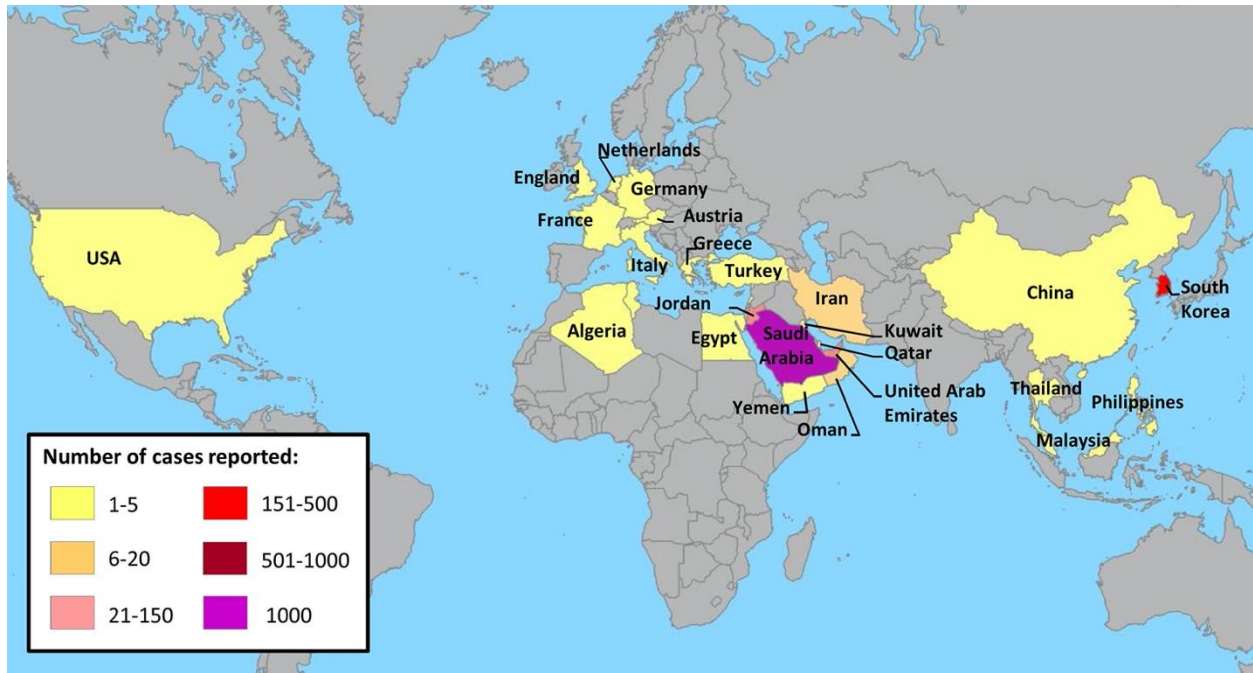 Netherlands
England
Germany
France
Austria
Greece
USA
Italy
Turkey
China
Iran
South
Korea
Jordan
Algeria
Egypt
Saudi
Arabia
Kuwait
Qatar
Thailand
United Arab
Emirates
Philippines
Yemen
Oman
Malaysia
Number of cases reported:
1-5
151-500
6-20
501-1000
21-150
1000